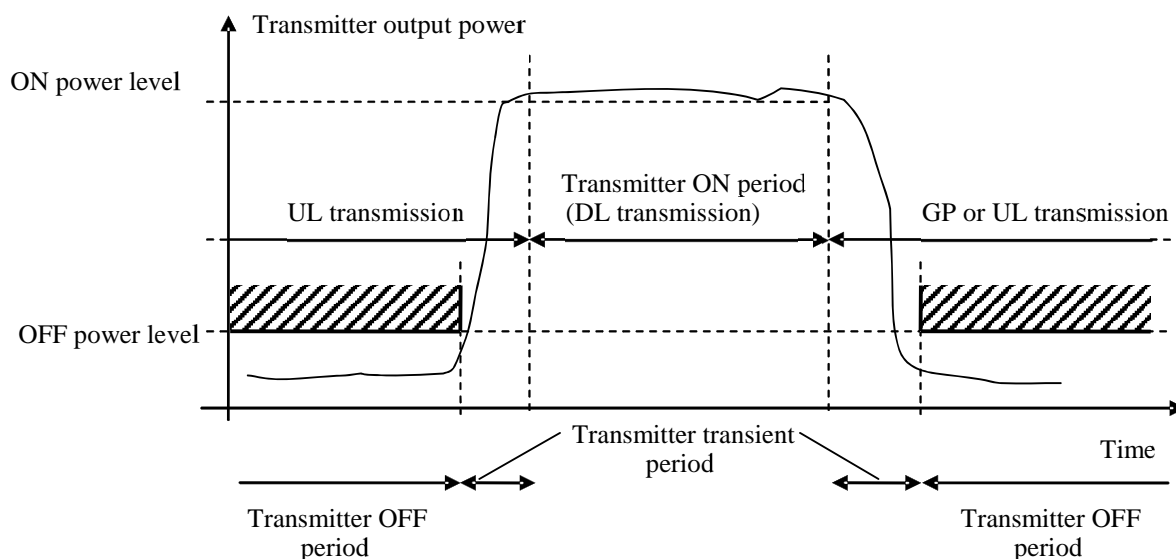 Transmitter output power
ON power level
Transmitter ON period
(DL transmission)
UL transmission
GP or UL transmission
OFF power level
Transmitter transient
period
Time
Transmitter OFF
period
Transmitter OFF
period